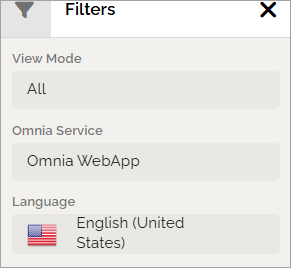 Filters
View Mode
All
Omnia Service
Omnia WebApp
Language
English (United
States)